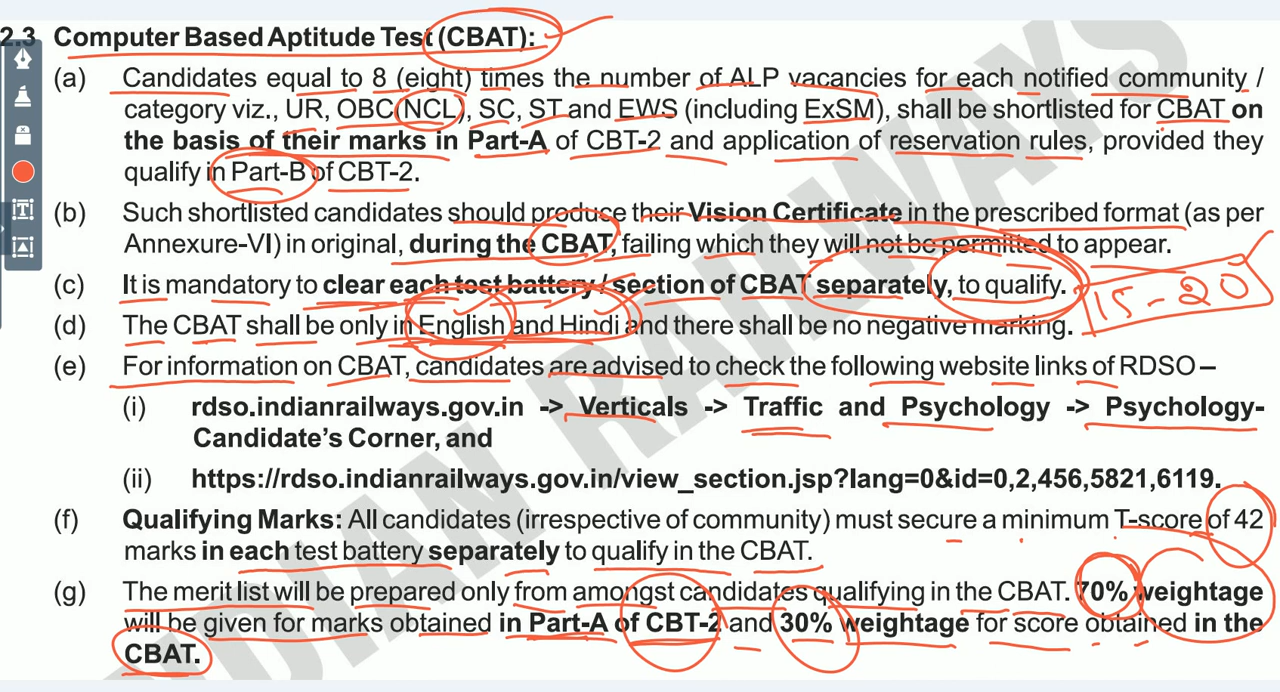 2.3 Computer Based Aptitude Test (CBAT):
(a) Candidates equal to 8 (eight) times the number of ALP vacancies for each notified community /
category viz., UR, OBC(NCL), SC, ST and EWS (including ExSM), shall be shortlisted for CBAT on
the basis of their marks in Part-A of CBT-2 and application of reservation rules, provided they
qualify in Part-B of CBT-2.
(b) Such shortlisted candidates should produce their Vision Certificate in the prescribed format (as per
Annexure-VI) in original, during the CBAT, failing which they will not be permitted to appear.
(c) It is mandatory to clear each test battery / section of CBAT separately, to qualify.
15-20
(d) The CBAT shall be only in English and Hindi and there shall be no negative marking.
(e) For information on CBAT, candidates are advised to check the following website links of RDSO –
(i) rdso.indianrailways.gov.in -> Verticals -> Traffic and Psychology -> Psychology-
Candidate's Corner, and
(ii) https://rdso.indianrailways.gov.in/view_section.jsp?lang=0&id=0,2,456,5821,6119.
(f) Qualifying Marks: All candidates (irrespective of community) must secure a minimum T-score of 42
marks in each test battery separately to qualify in the CBAT.
(g) The merit list will be prepared only from amongst candidates qualifying in the CBAT. 70% weightage
will be given for marks obtained in Part-A of CBT-2 and 30% weightage for score obtained in the
CBAT.
INDIAN RAILWAYS